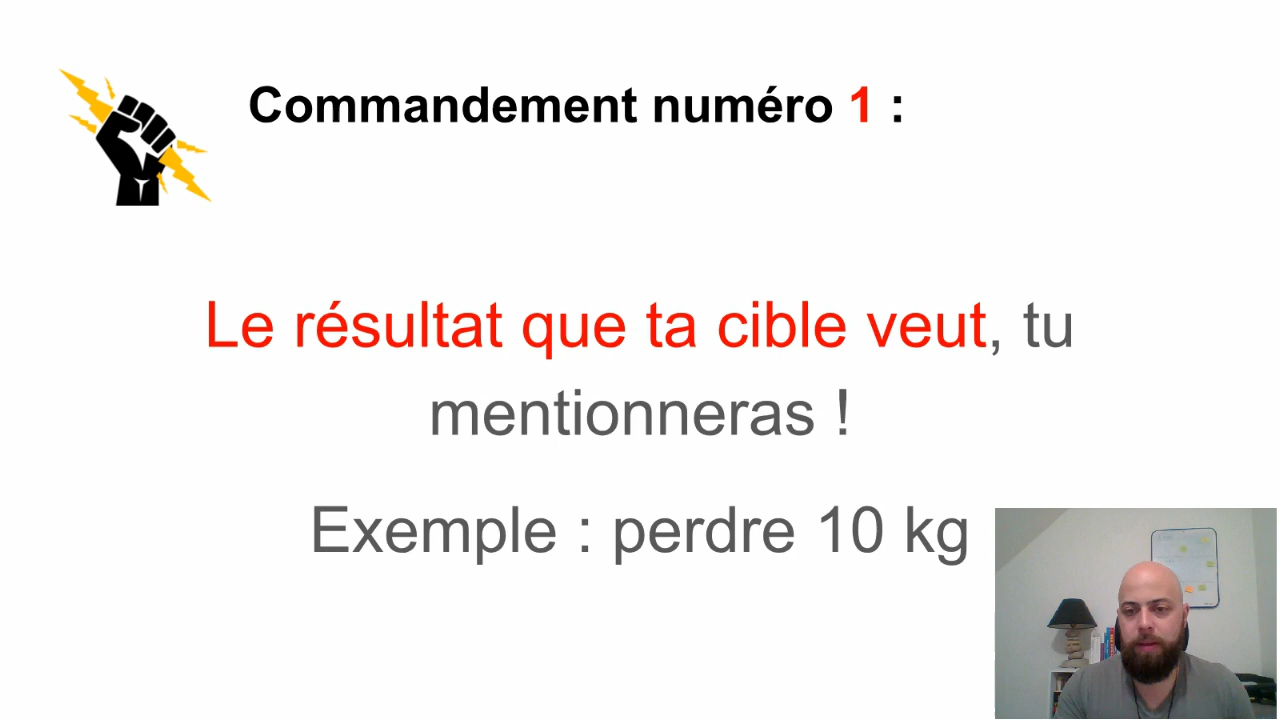 Commandement numéro 1 :
Le résultat que ta cible veut, tu
mentionneras !
Exemple : perdre 10 kg